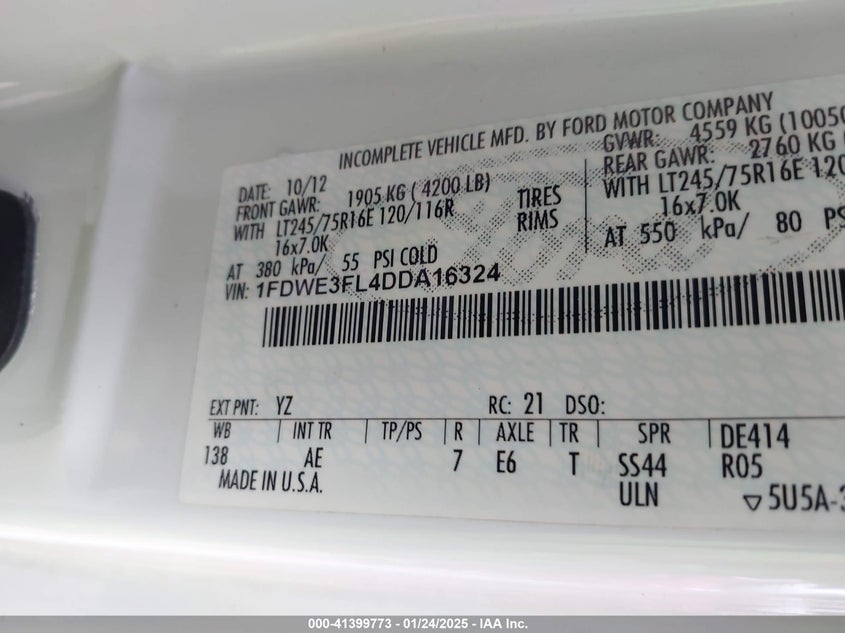 INCOMPLETE VEHICLE MFD. BY FORD MOTOR COMPANY
DATE: 10/12
GVWR: 4559 KG (1005
FRONT GAWR: 1905 KG ( 4200 LB)
REAR GAWR: 2760 KG (
WITH LT245/75R16E 120/116R TIRES
WITH LT245/75R16E 120
16x7.0K RIMS
16x7.0K
AT 380 kPa/ 55 PSI COLD
AT 550 kPa/ 80 PS
VIN: 1FDWE3FL4DDA16324
EXT PNT: YZ RC: 21 DSO:
WB INT TR TP/PS R AXLE TR SPR DE414
138 AE 7 E6 T SS44 R05
MADE IN U.S.A. ULN 5U5A-3
000-41399773 — 01/24/2025 — IAA Inc.